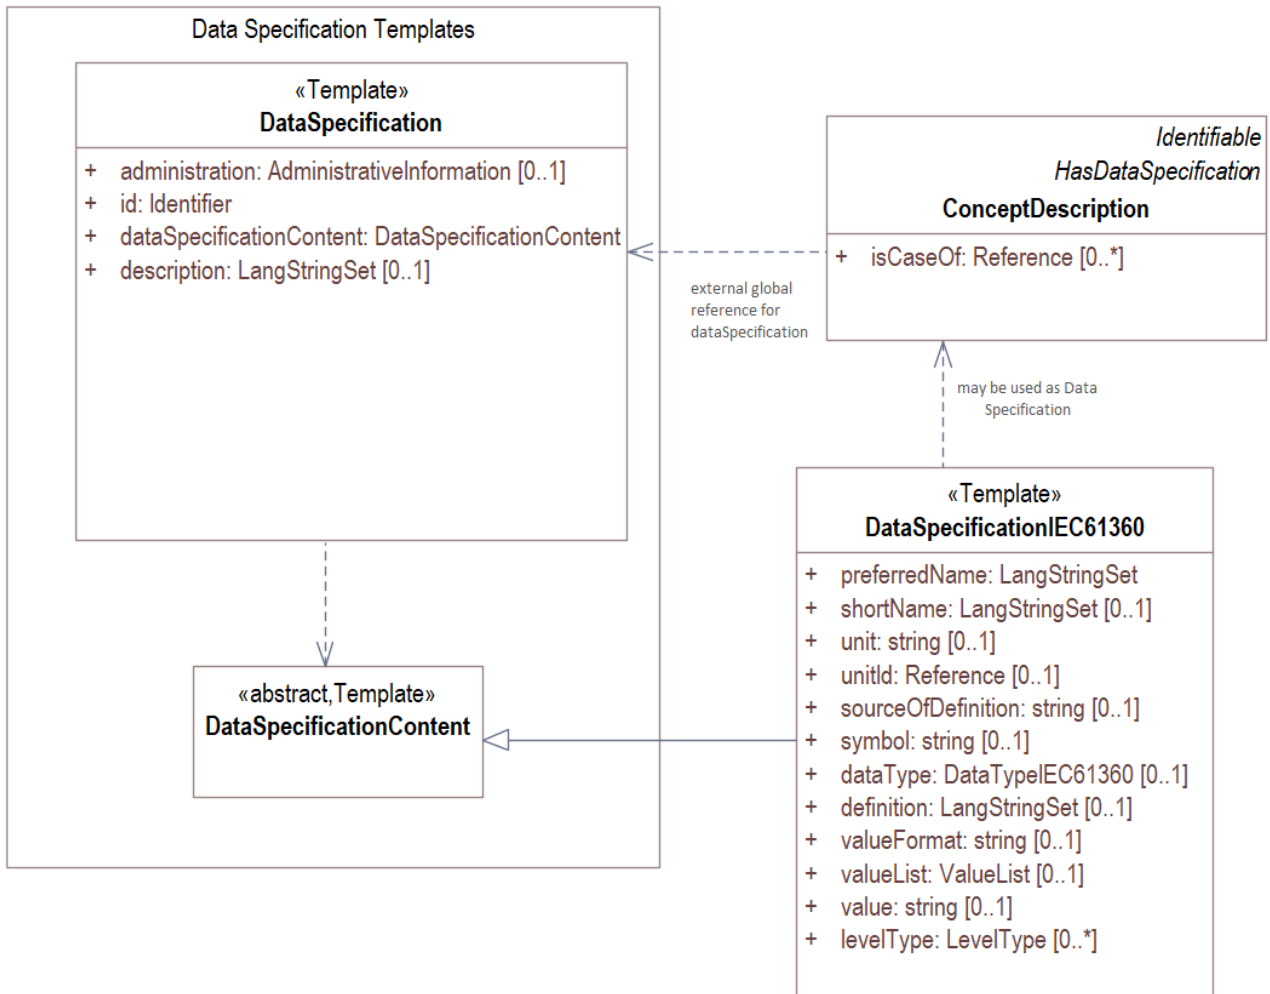 Data Specification Templates
«Template»
DataSpecification
+ administration: AdministrativeInformation [0..1]
+ id: Identifier
+ dataSpecificationContent: DataSpecificationContent
+ description: LangStringSet [0..1]
Identifiable
HasDataSpecification
ConceptDescription
+ isCaseOf: Reference [0..*]
external global
reference for
dataSpecification
may be used as Data
Specification
«abstract,Template»
DataSpecificationContent
«Template»
DataSpecificationIEC61360
+ preferredName: LangStringSet
+ shortName: LangStringSet [0..1]
+ unit: string [0..1]
+ unitId: Reference [0..1]
+ sourceOfDefinition: string [0..1]
+ symbol: string [0..1]
+ dataType: DataTypeIEC61360 [0..1]
+ definition: LangStringSet [0..1]
+ valueFormat: string [0..1]
+ valueList: ValueList [0..1]
+ value: string [0..1]
+ levelType: LevelType [0..*]